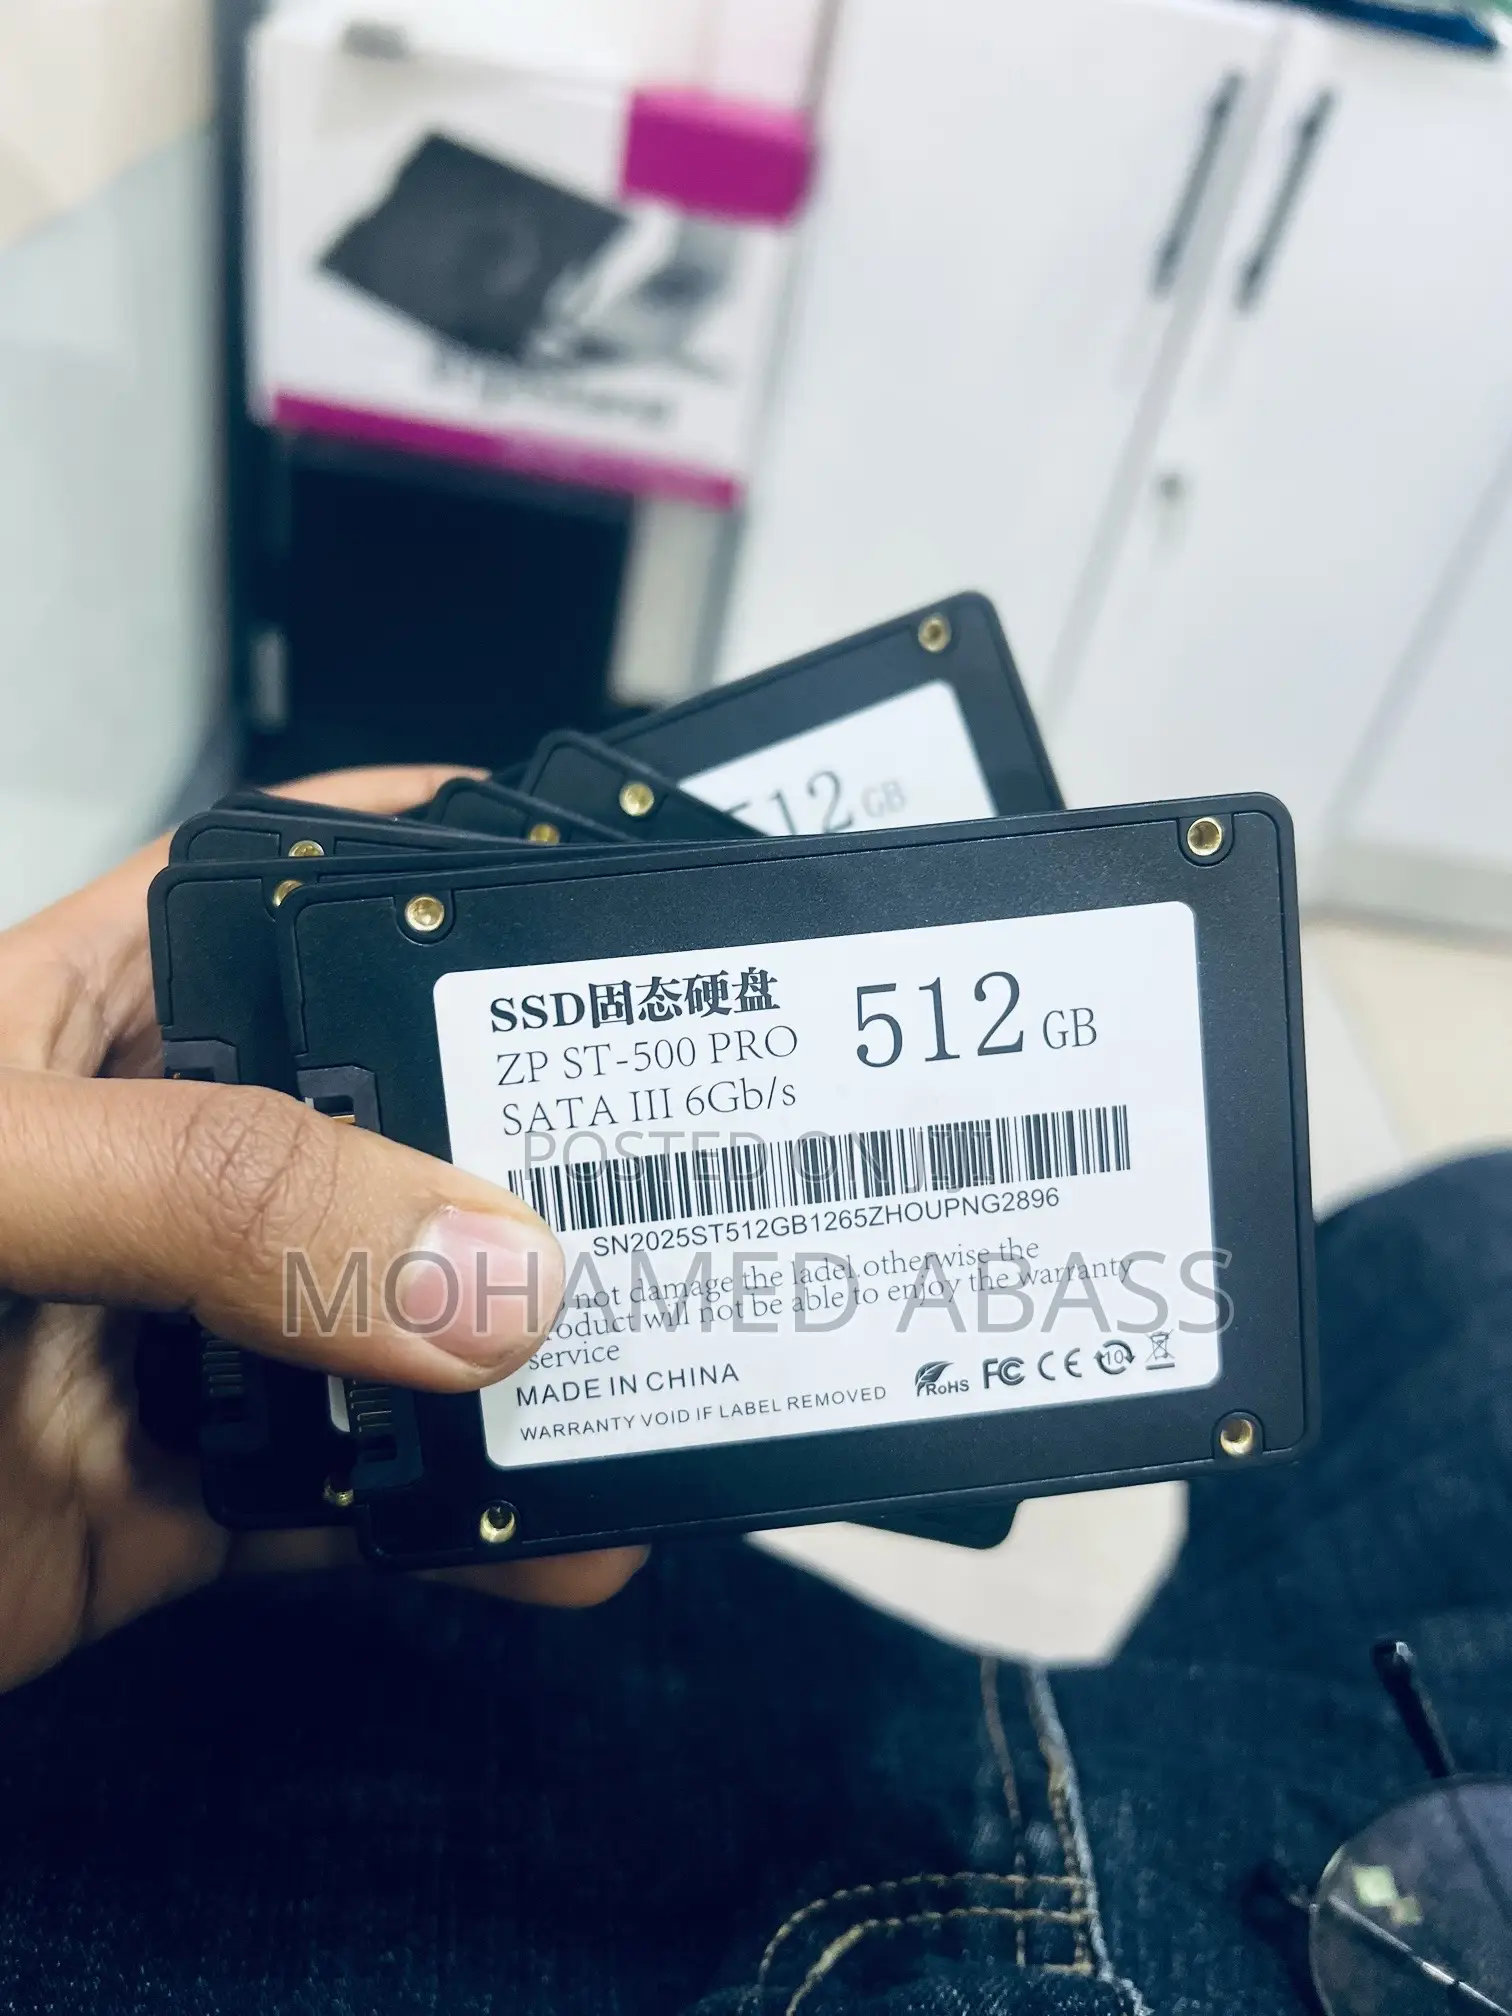 512 GB
SSD固态硬盘
512 GB
ZP ST-500 PRO
SATA III 6Gb/s
POSTED ON JIJI
SN2025ST512GB1265ZHOUPNG2896
MOHAMED ABASS
not damage the ladel,otherwise the
roduct will not be able to enjoy the warranty
service
MADE IN CHINA
WARRANTY VOID IF LABEL REMOVED
RoHS FC CE 10